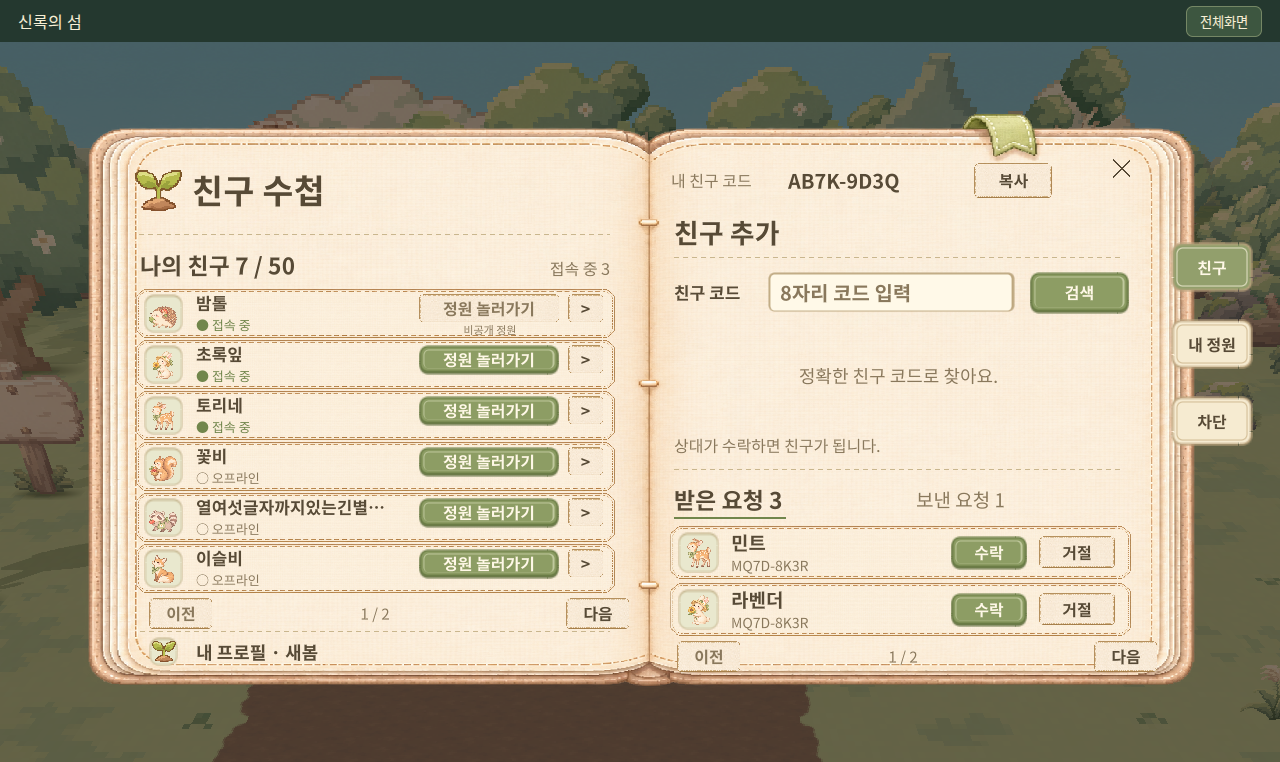 신록의 섬
전체화면
친구 수첩
나의 친구 7 / 50
접속 중 3
밤톨
접속 중
정원 놀러가기
비공개 정원
>
초록잎
접속 중
정원 놀러가기
>
토리네
접속 중
정원 놀러가기
>
꽃비
오프라인
정원 놀러가기
>
열여섯글자까지있는긴별…
오프라인
정원 놀러가기
>
이슬비
오프라인
정원 놀러가기
>
이전
1 / 2
다음
내 프로필 · 새봄
내 친구 코드
AB7K-9D3Q
복사
친구 추가
친구 코드
8자리 코드 입력
검색
정확한 친구 코드로 찾아요.
상대가 수락하면 친구가 됩니다.
받은 요청 3
보낸 요청 1
민트
MQ7D-8K3R
수락
거절
라벤더
MQ7D-8K3R
수락
거절
이전
1 / 2
다음
친구
내 정원
차단